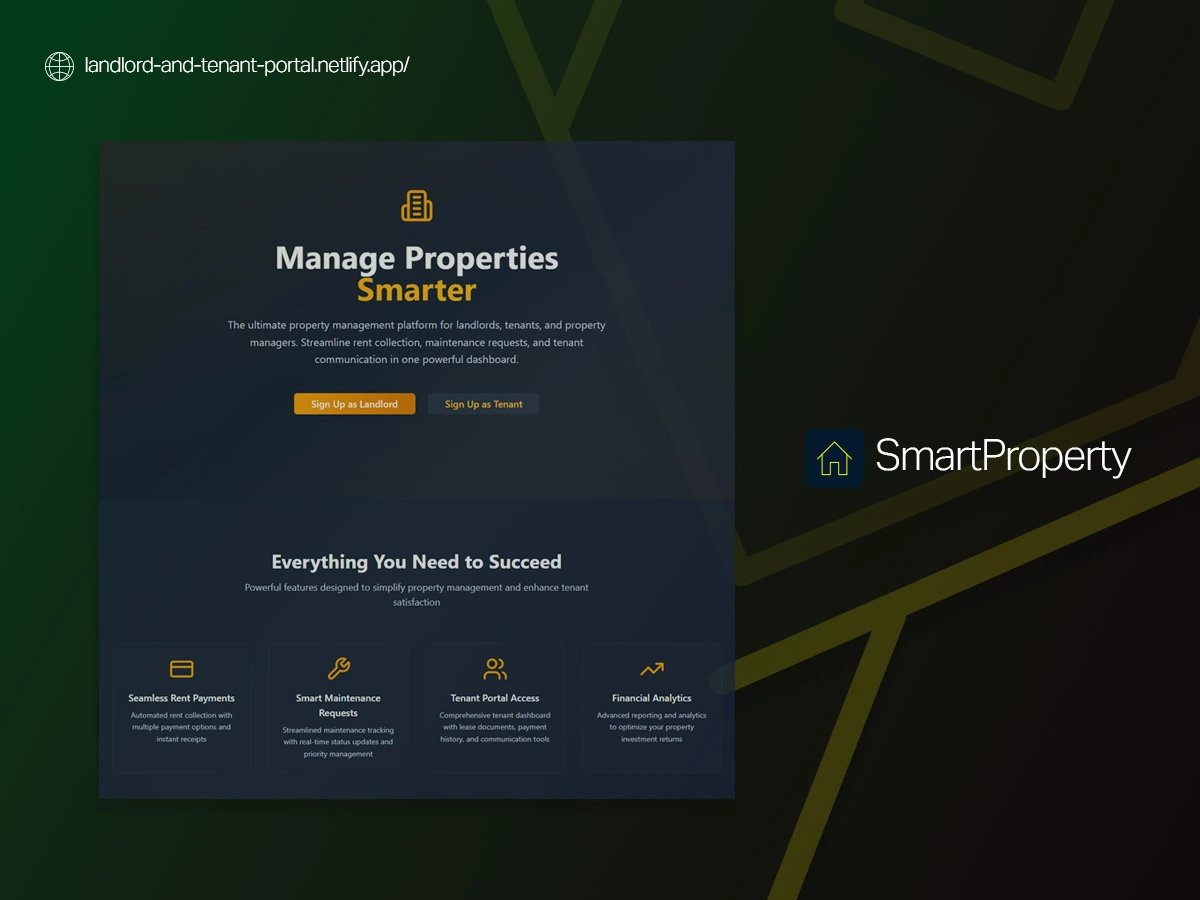 landlord-and-tenant-portal.netlify.app/
Manage Properties
Smarter
The ultimate property management platform for landlords, tenants, and property
managers. Streamline rent collection, maintenance requests, and tenant
communication in one powerful dashboard.
Sign Up as Landlord
Sign Up as Tenant
SmartProperty
Everything You Need to Succeed
Powerful features designed to simplify property management and enhance tenant
satisfaction
Seamless Rent Payments
Automated rent collection with
multiple payment options and
instant receipts
Smart Maintenance
Requests
Streamlined maintenance tracking
with real-time status updates and
priority management
Tenant Portal Access
Comprehensive tenant dashboard
with lease documents, payment
history, and communication tools
Financial Analytics
Advanced reporting and analytics
to optimize your property
investment returns